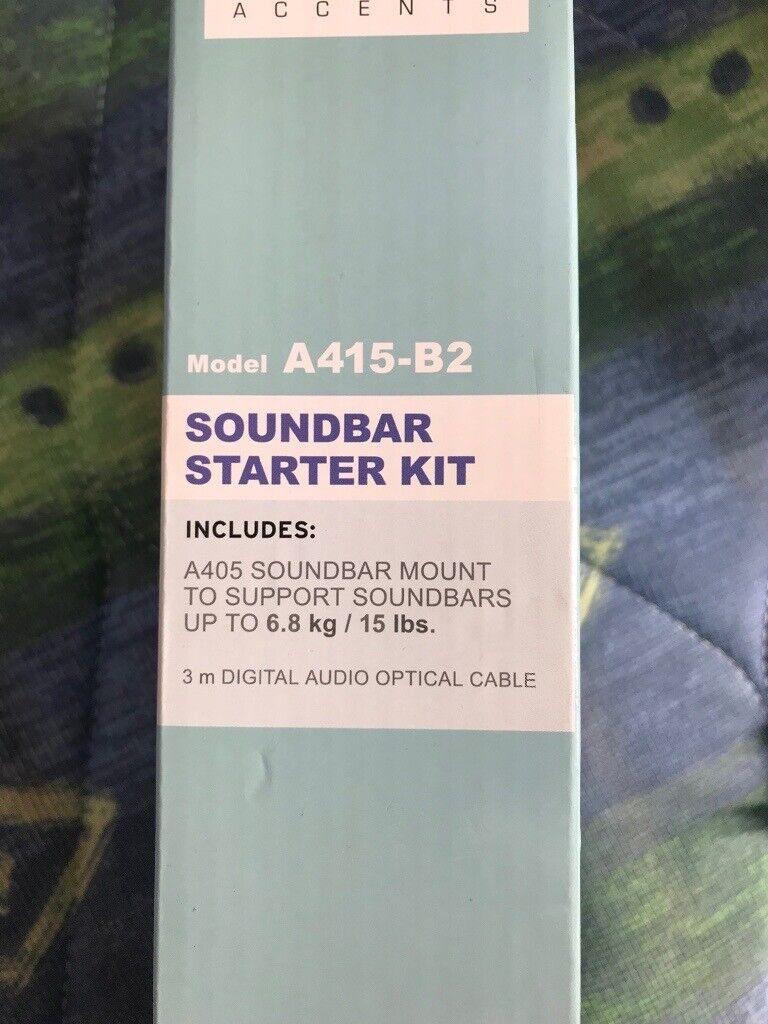 ACCENTS
Model A415-B2
SOUNDBAR
STARTER KIT
INCLUDES:
A405 SOUNDBAR MOUNT
TO SUPPORT SOUNDBARS
UP TO 6.8 kg / 15 lbs.
3 m DIGITAL AUDIO OPTICAL CABLE